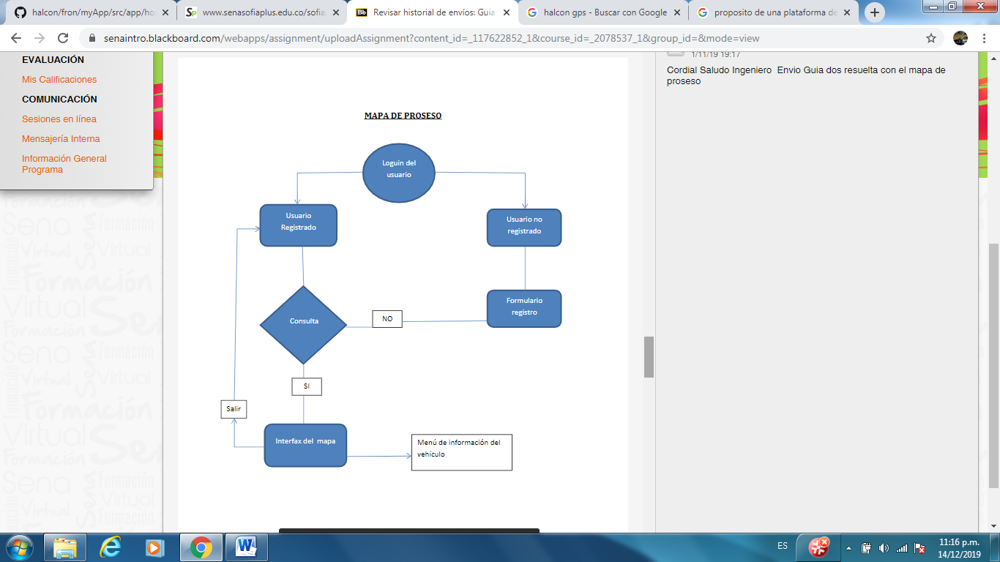 halcon/fron/myApp/src/app/ho
www.senasofiaplus.edu.co/sofia
Revisar historial de envíos: Guia
halcon gps - Buscar con Google
proposito de una plataforma de
senaintro.blackboard.com/webapps/assignment/uploadAssignment?content_id=_117622852_1&course_id=_2078537_1&group_id=&mode=view
EVALUACIÓN
Mis Calificaciones
COMUNICACIÓN
Sesiones en línea
Mensajería Interna
Información General
Programa
1/11/19 19:17
Cordial Saludo Ingeniero Envio Guia dos resuelta con el mapa de
proseso
MAPA DE PROSESO
Loguin del
usuario
Usuario
Registrado
Usuario no
registrado
Formulario
registro
Consulta
NO
SI
Salir
Interfax del mapa
Menú de información del
vehículo
ES
11:16 p.m.
14/12/2019